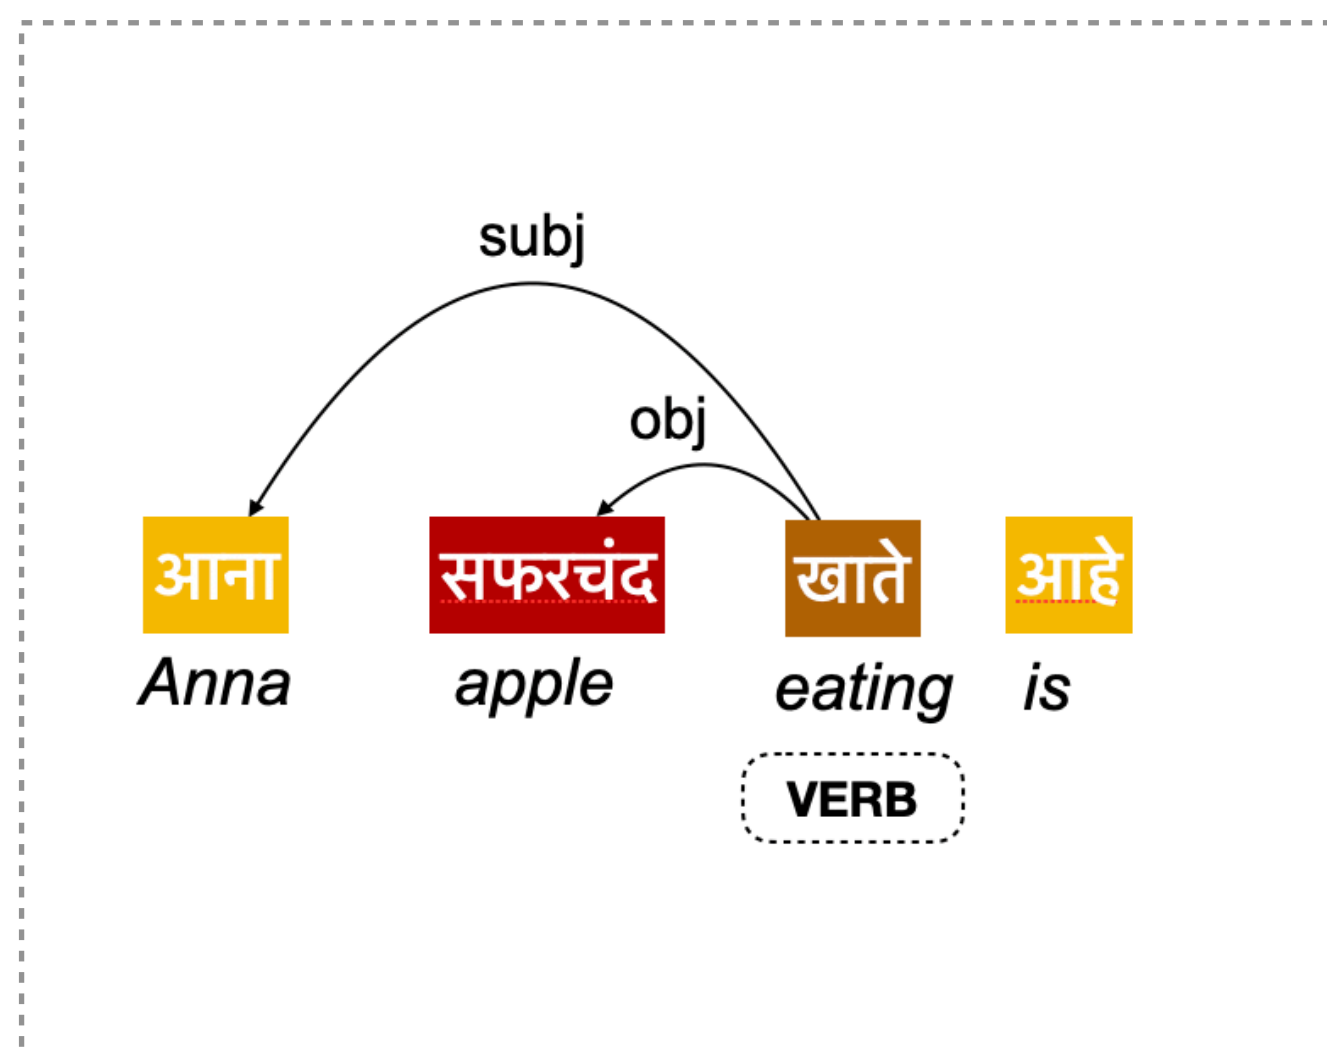 subj
obj
आना सफरचंद खाते आहे
Anna apple eating is
VERB